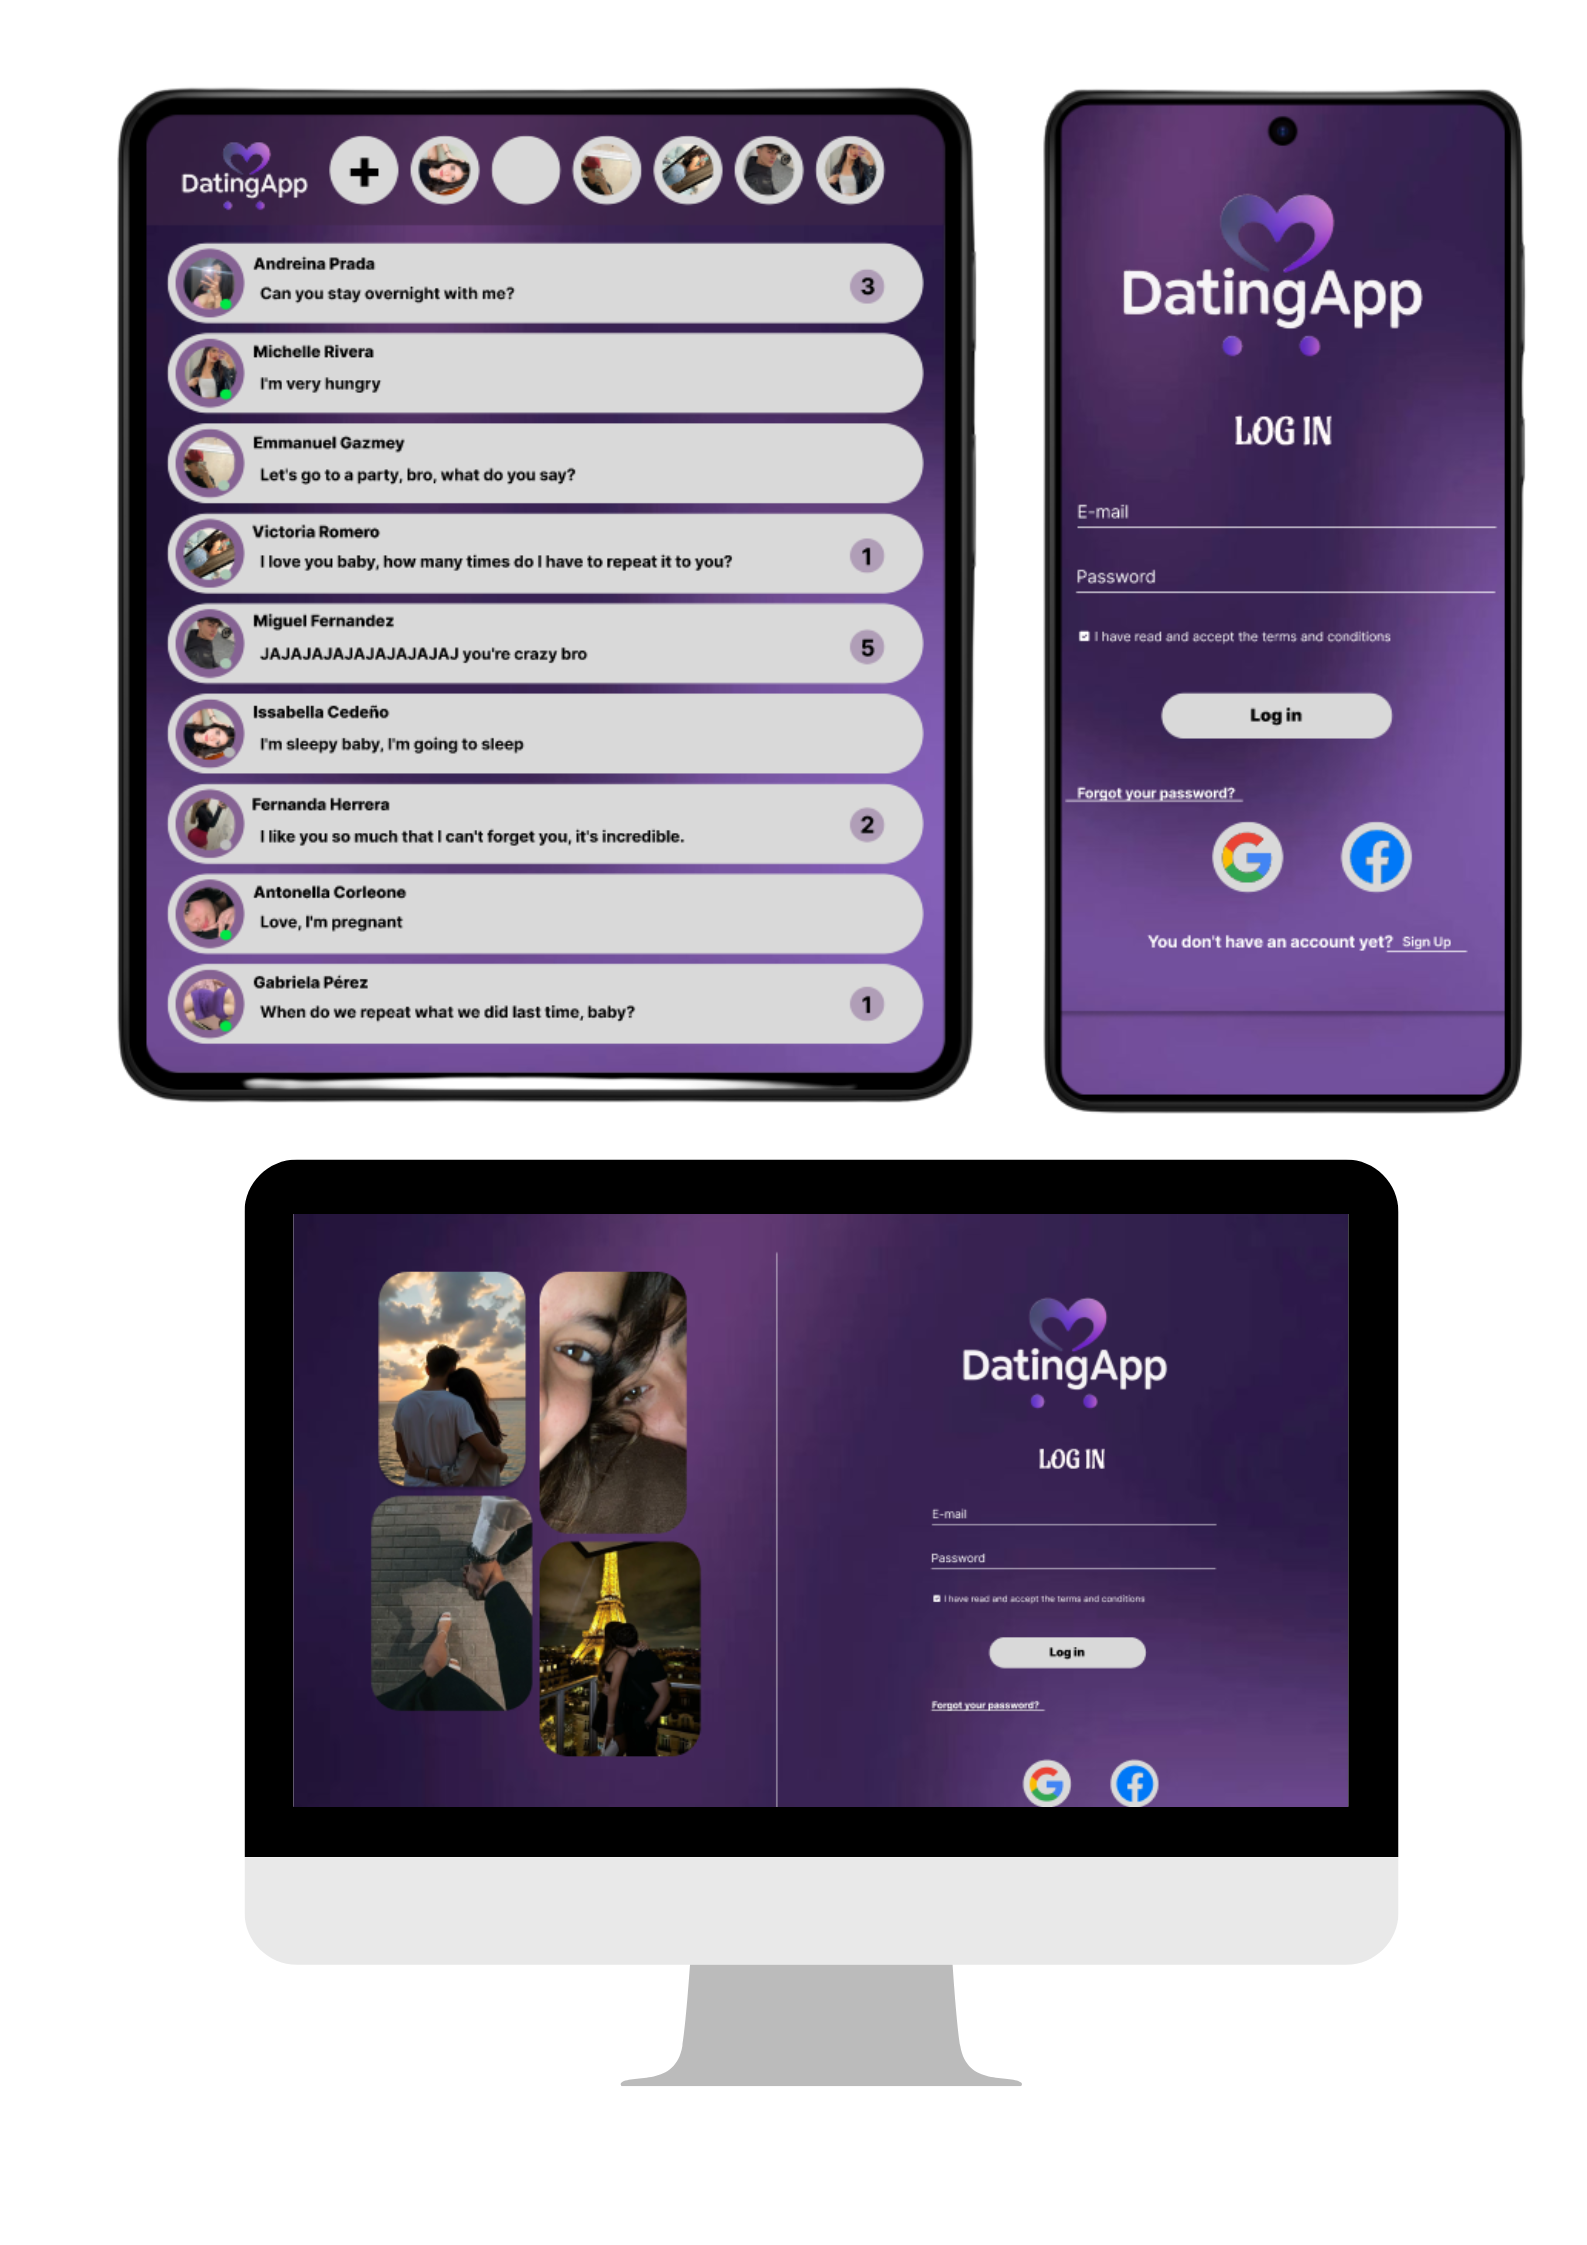 DatingApp
+
Andreina Prada
Can you stay overnight with me?
3
Michelle Rivera
I'm very hungry
Emmanuel Gazmey
Let's go to a party, bro, what do you say?
Victoria Romero
I love you baby, how many times do I have to repeat it to you?
1
Miguel Fernandez
JAJAJAJAJAJAJAJAJAJ you're crazy bro
5
Issabella Cedeño
I'm sleepy baby, I'm going to sleep
Fernanda Herrera
I like you so much that I can't forget you, it's incredible.
2
Antonella Corleone
Love, I'm pregnant
Gabriela Pérez
When do we repeat what we did last time, baby?
1
DatingApp
LOG IN
E-mail
Password
I have read and accept the terms and conditions
Log in
Forgot your password?
G f
You don't have an account yet? Sign Up
DatingApp
LOG IN
E-mail
Password
I have read and accept the terms and conditions
Log in
Forgot your password?
G f